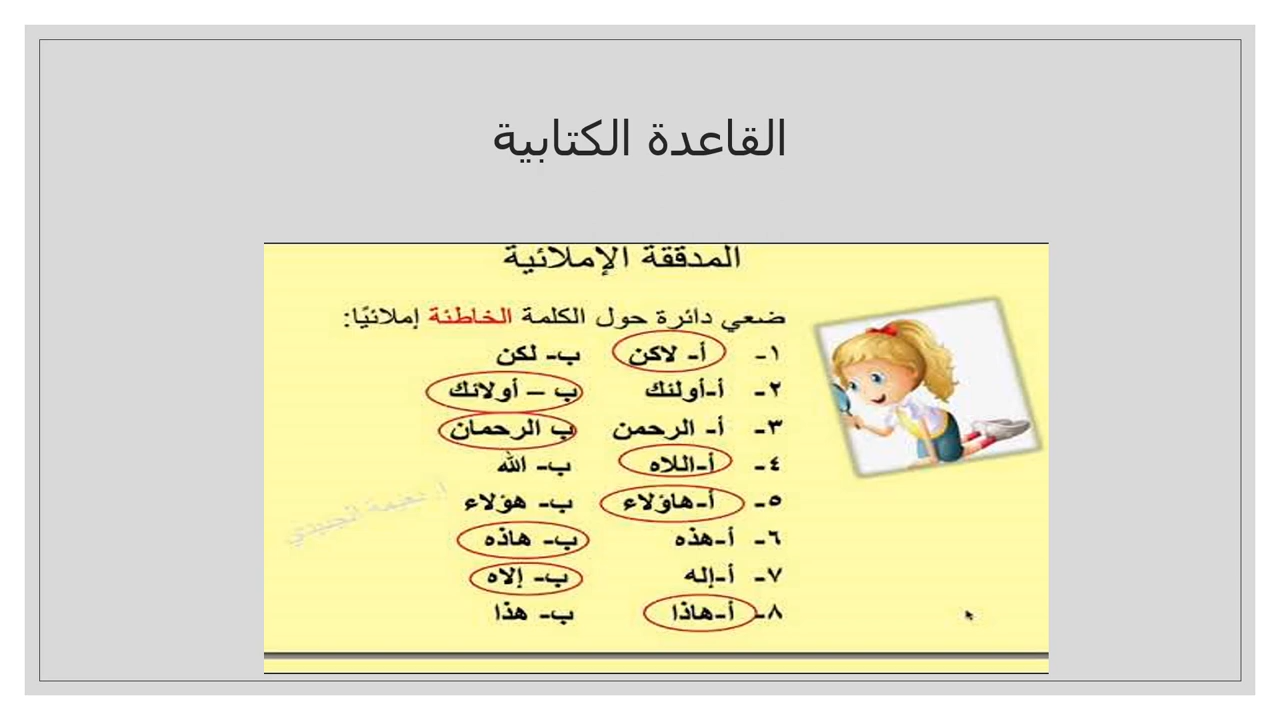 القاعدة الكتابية
المدققة الإملائية
ضعي دائرة حول الكلمة الخاطئة إملائيًا:
١- أ- لاكن ب- لكن
٢- أ-أولئك ب – أولائك
٣- أ- الرحمن ب الرحمان
٤- أ-اللاه ب- الله
٥- أ-هاؤلاء ب- هؤلاء
٦- أ-هذه ب- هاذه
٧- أ-إله ب- إلاه
٨- أ-هاذا ب- هذا